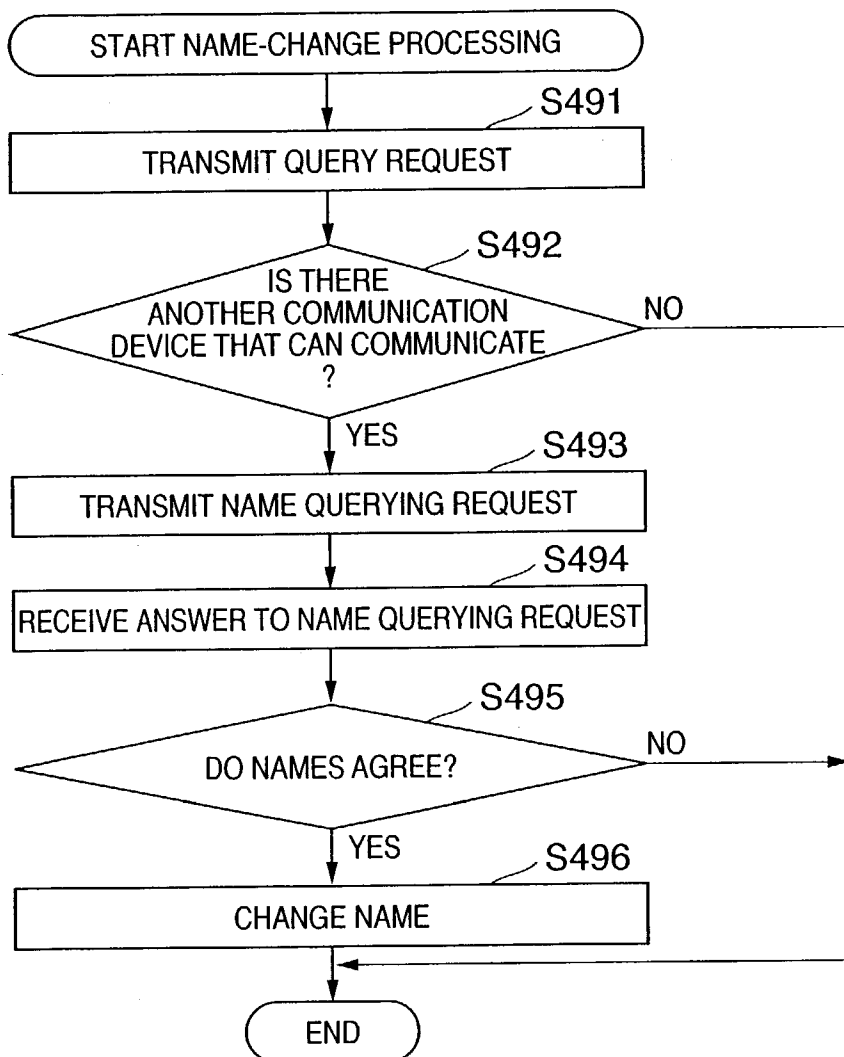 START NAME-CHANGE PROCESSING
S491
TRANSMIT QUERY REQUEST
S492
IS THERE
ANOTHER COMMUNICATION
DEVICE THAT CAN COMMUNICATE
?
NO
YES
S493
TRANSMIT NAME QUERYING REQUEST
S494
RECEIVE ANSWER TO NAME QUERYING REQUEST
S495
DO NAMES AGREE?
NO
YES
S496
CHANGE NAME
END